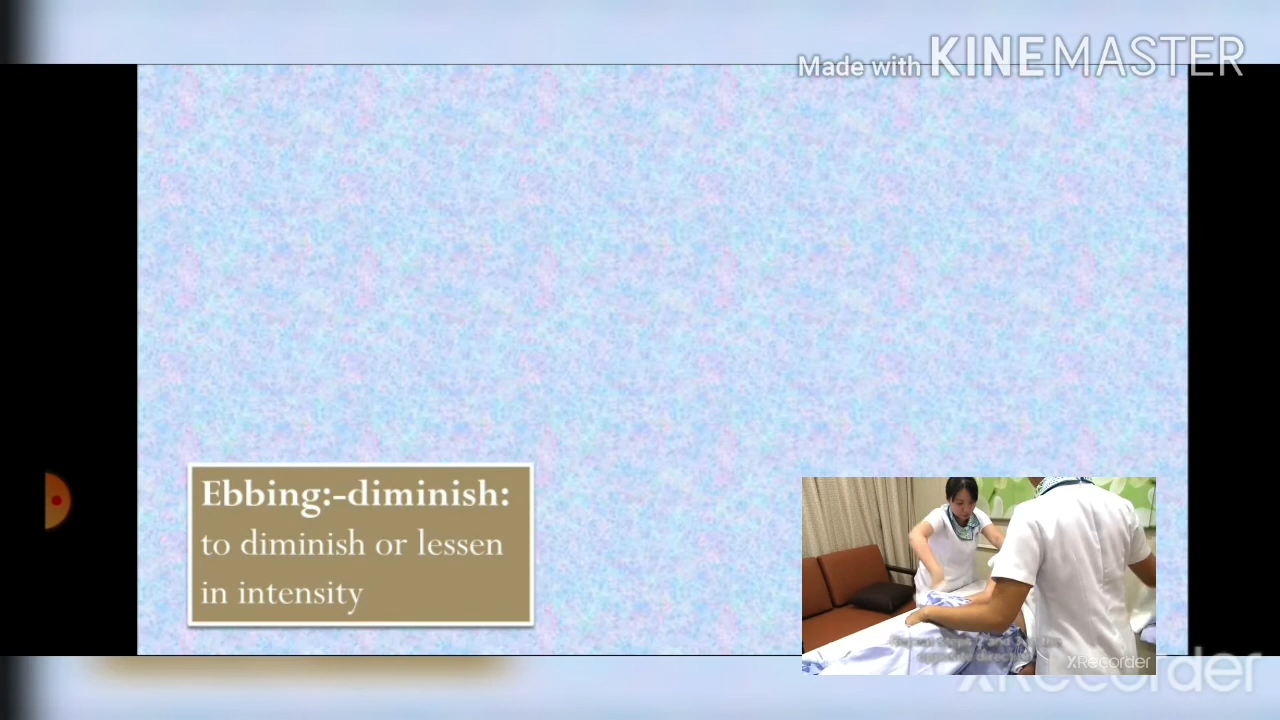 Made with KINEMASTER
Ebbing:-diminish:
to diminish or lessen
in intensity
XRecorder
XRecorder